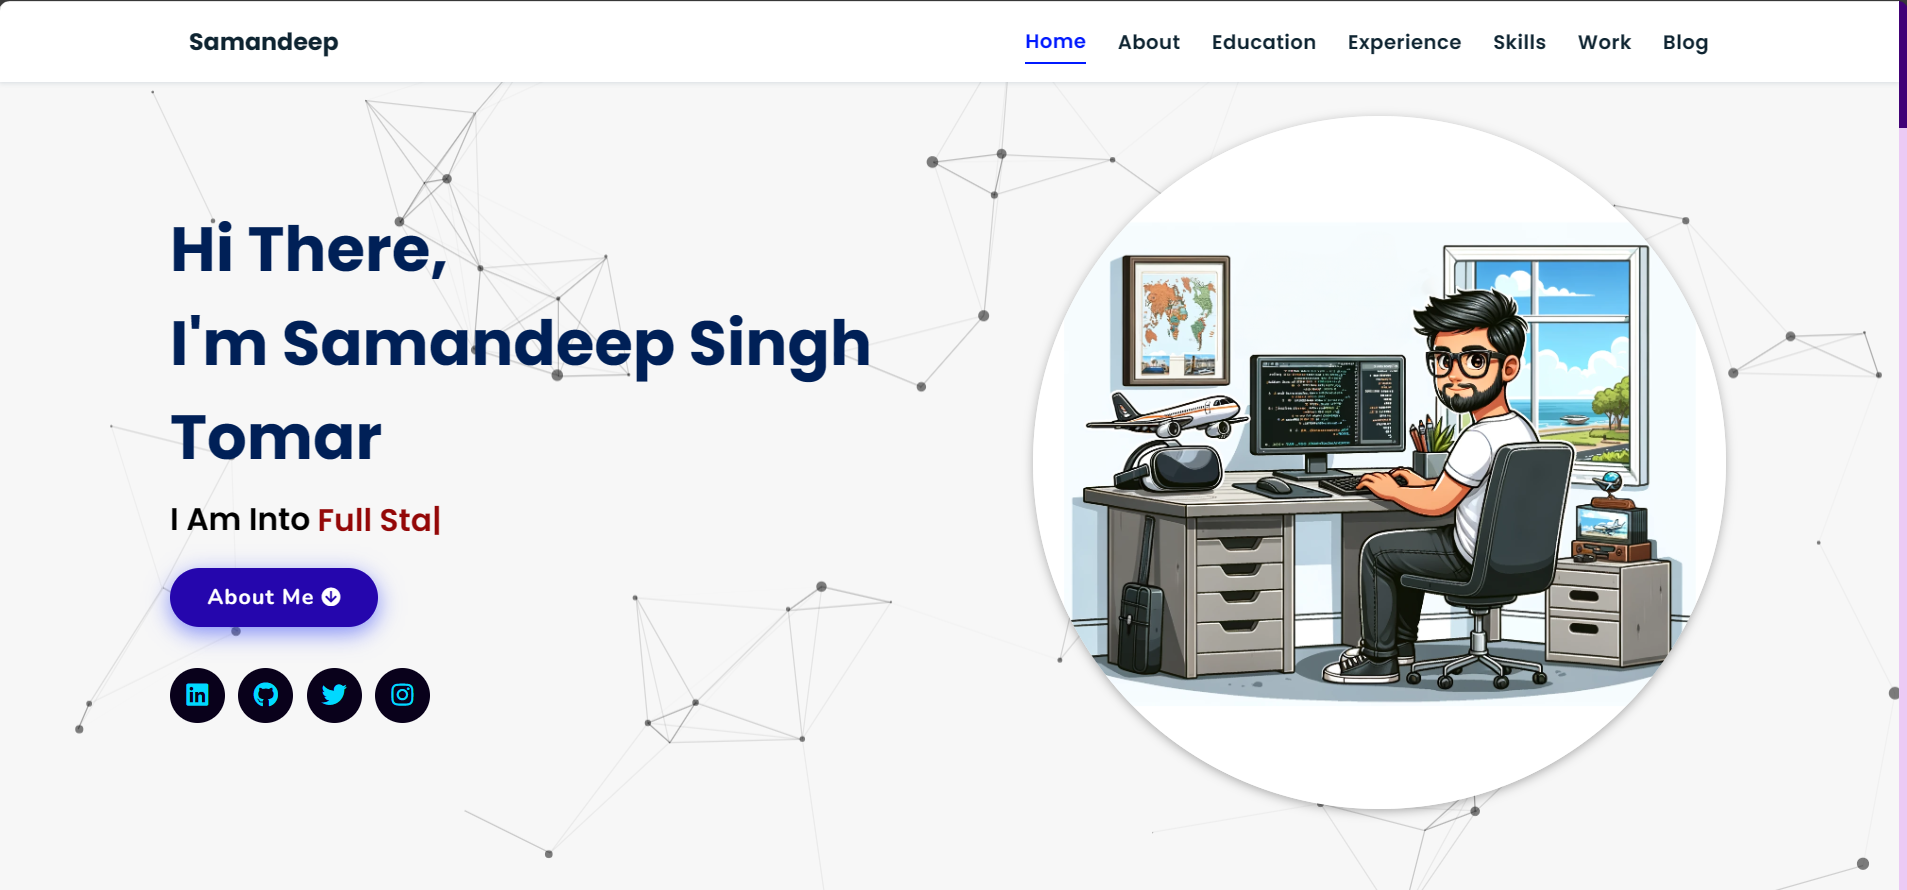 Samandeep
Home About Education Experience Skills Work Blog
Hi There,
I'm Samandeep Singh
Tomar
I Am Into Full Sta|
About Me